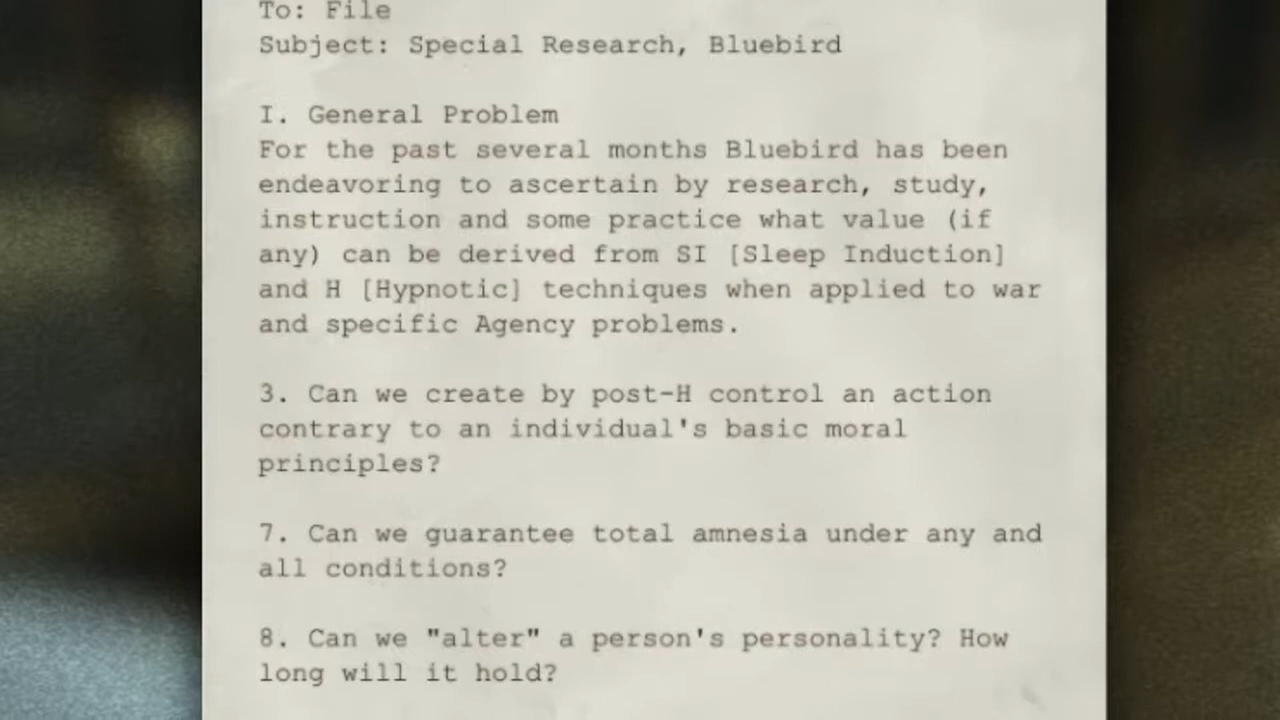 To: File
Subject: Special Research, Bluebird
I. General Problem
For the past several months Bluebird has been
endeavoring to ascertain by research, study,
instruction and some practice what value (if
any) can be derived from SI [Sleep Induction]
and H [Hypnotic] techniques when applied to war
and specific Agency problems.
3. Can we create by post-H control an action
contrary to an individual's basic moral
principles?
7. Can we guarantee total amnesia under any and
all conditions?
8. Can we "alter" a person's personality? How
long will it hold?